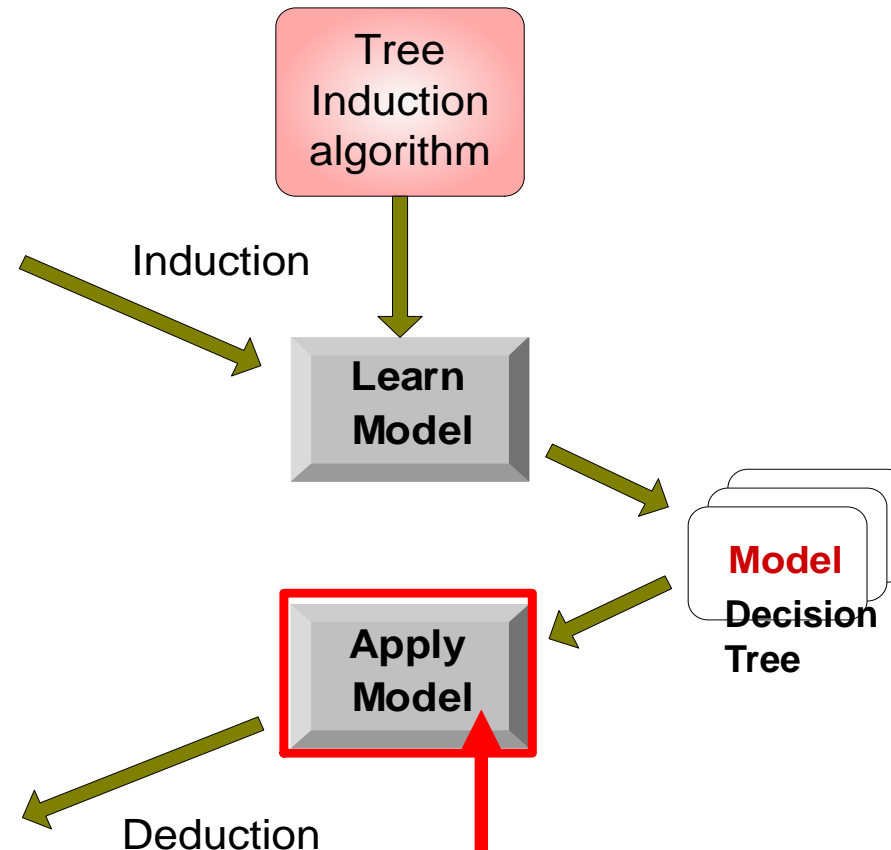 Tree
Induction
algorithm
Induction
Learn
Model
Model
Decision
Tree
Apply
Model
Deduction